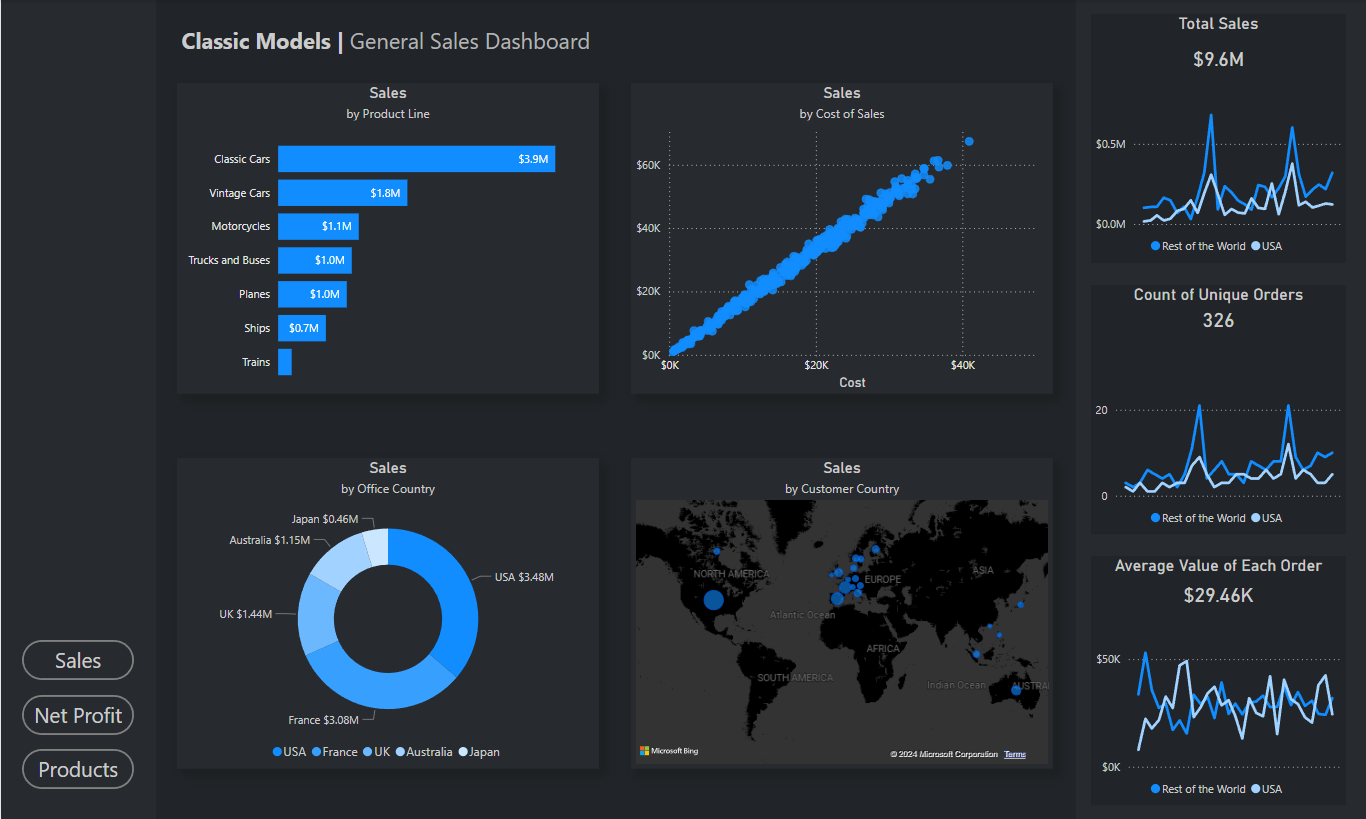 Classic Models | General Sales Dashboard
Sales
by Product Line
Classic Cars $3.9M
Vintage Cars $1.8M
Motorcycles $1.1M
Trucks and Buses $1.0M
Planes $1.0M
Ships $0.7M
Trains
Sales
by Cost of Sales
$60K
$40K
$20K
$0K
$0K $20K $40K
Cost
Sales
by Office Country
Japan $0.46M
Australia $1.15M
USA $3.48M
UK $1.44M
France $3.08M
USA France UK Australia Japan
Sales
by Customer Country
NORTH AMERICA
EUROPE
ASIA
Atlantic Ocean
AFRICA
SOUTH AMERICA
Indian Ocean
AUSTRA
Microsoft Bing
© 2024 Microsoft Corporation Terms
Total Sales
$9.6M
$0.5M
$0.0M
Rest of the World USA
Count of Unique Orders
326
20
0
Rest of the World USA
Average Value of Each Order
$29.46K
$50K
$0K
Rest of the World USA
Sales
Net Profit
Products